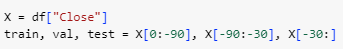 X = df["Close"]
train, val, test = X[0:-90], X[-90:-30], X[-30:]